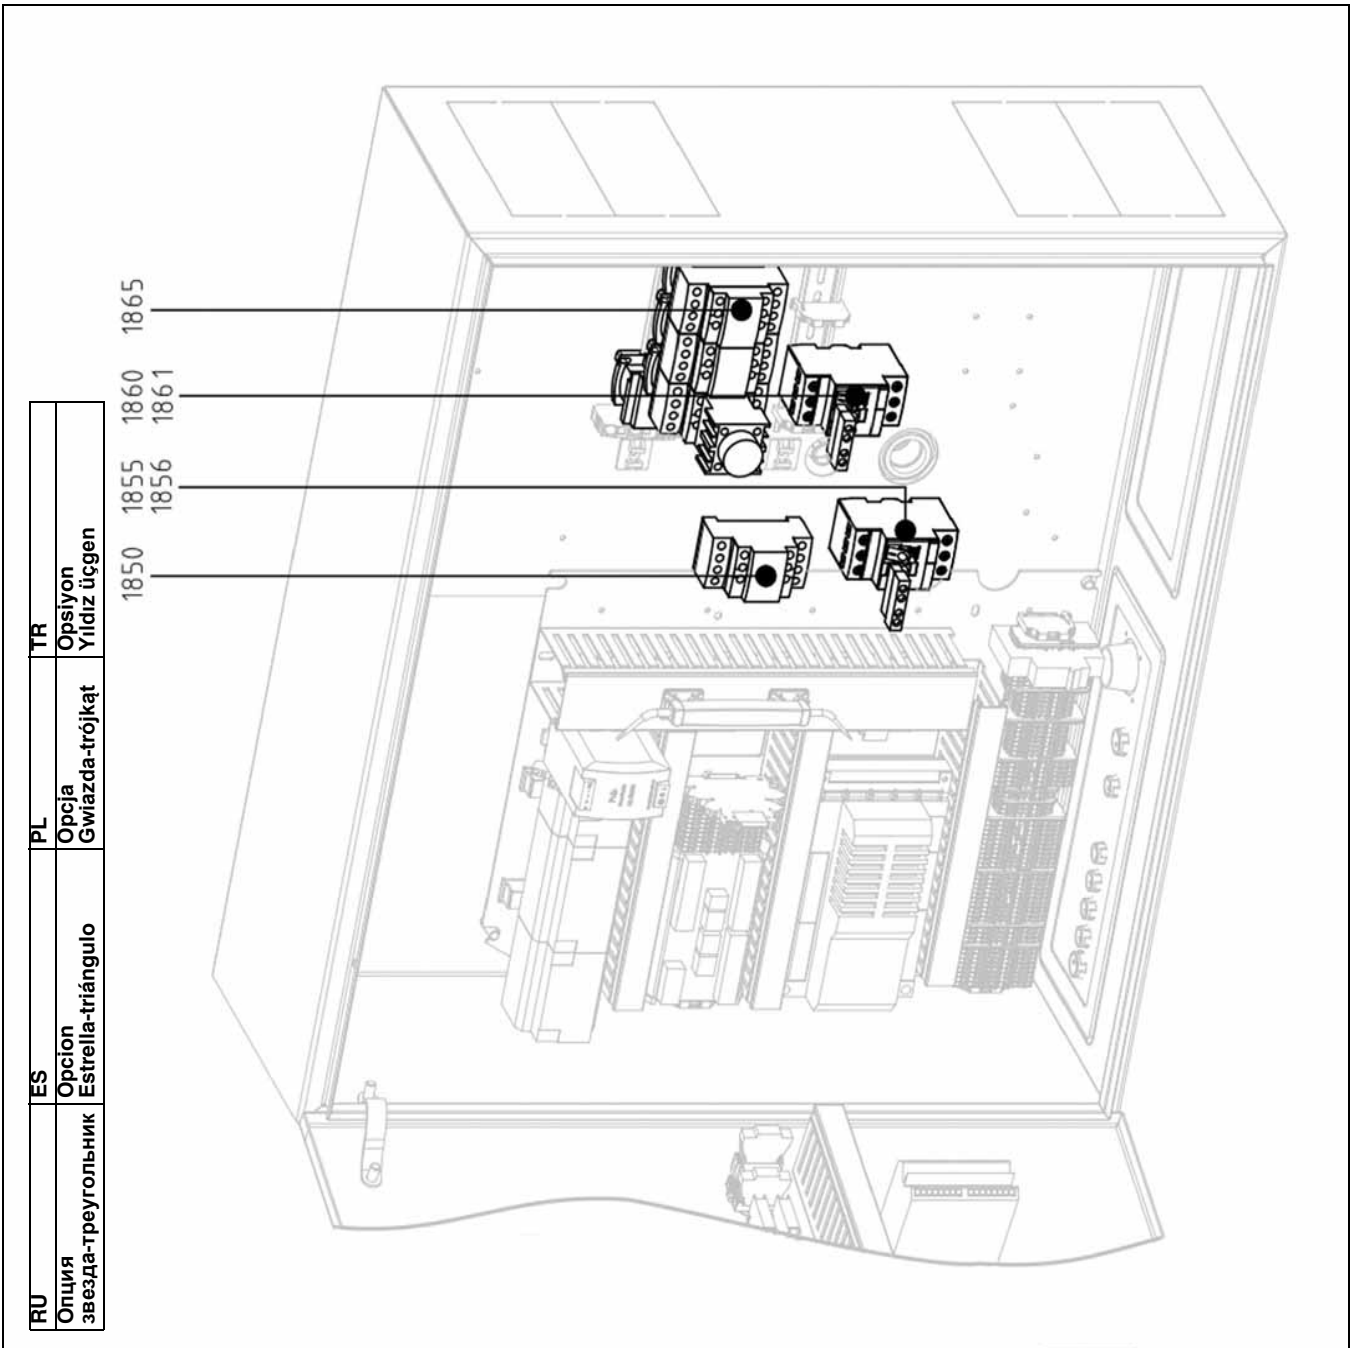 RU
Опция
звезда-треугольник
ES
Opcion
Estrella-triángulo
PL
Opcja
Gwiazda-trójkąt
TR
Opsiyon
Yıldız üçgen
1850
1855
1856
1860
1861
1865